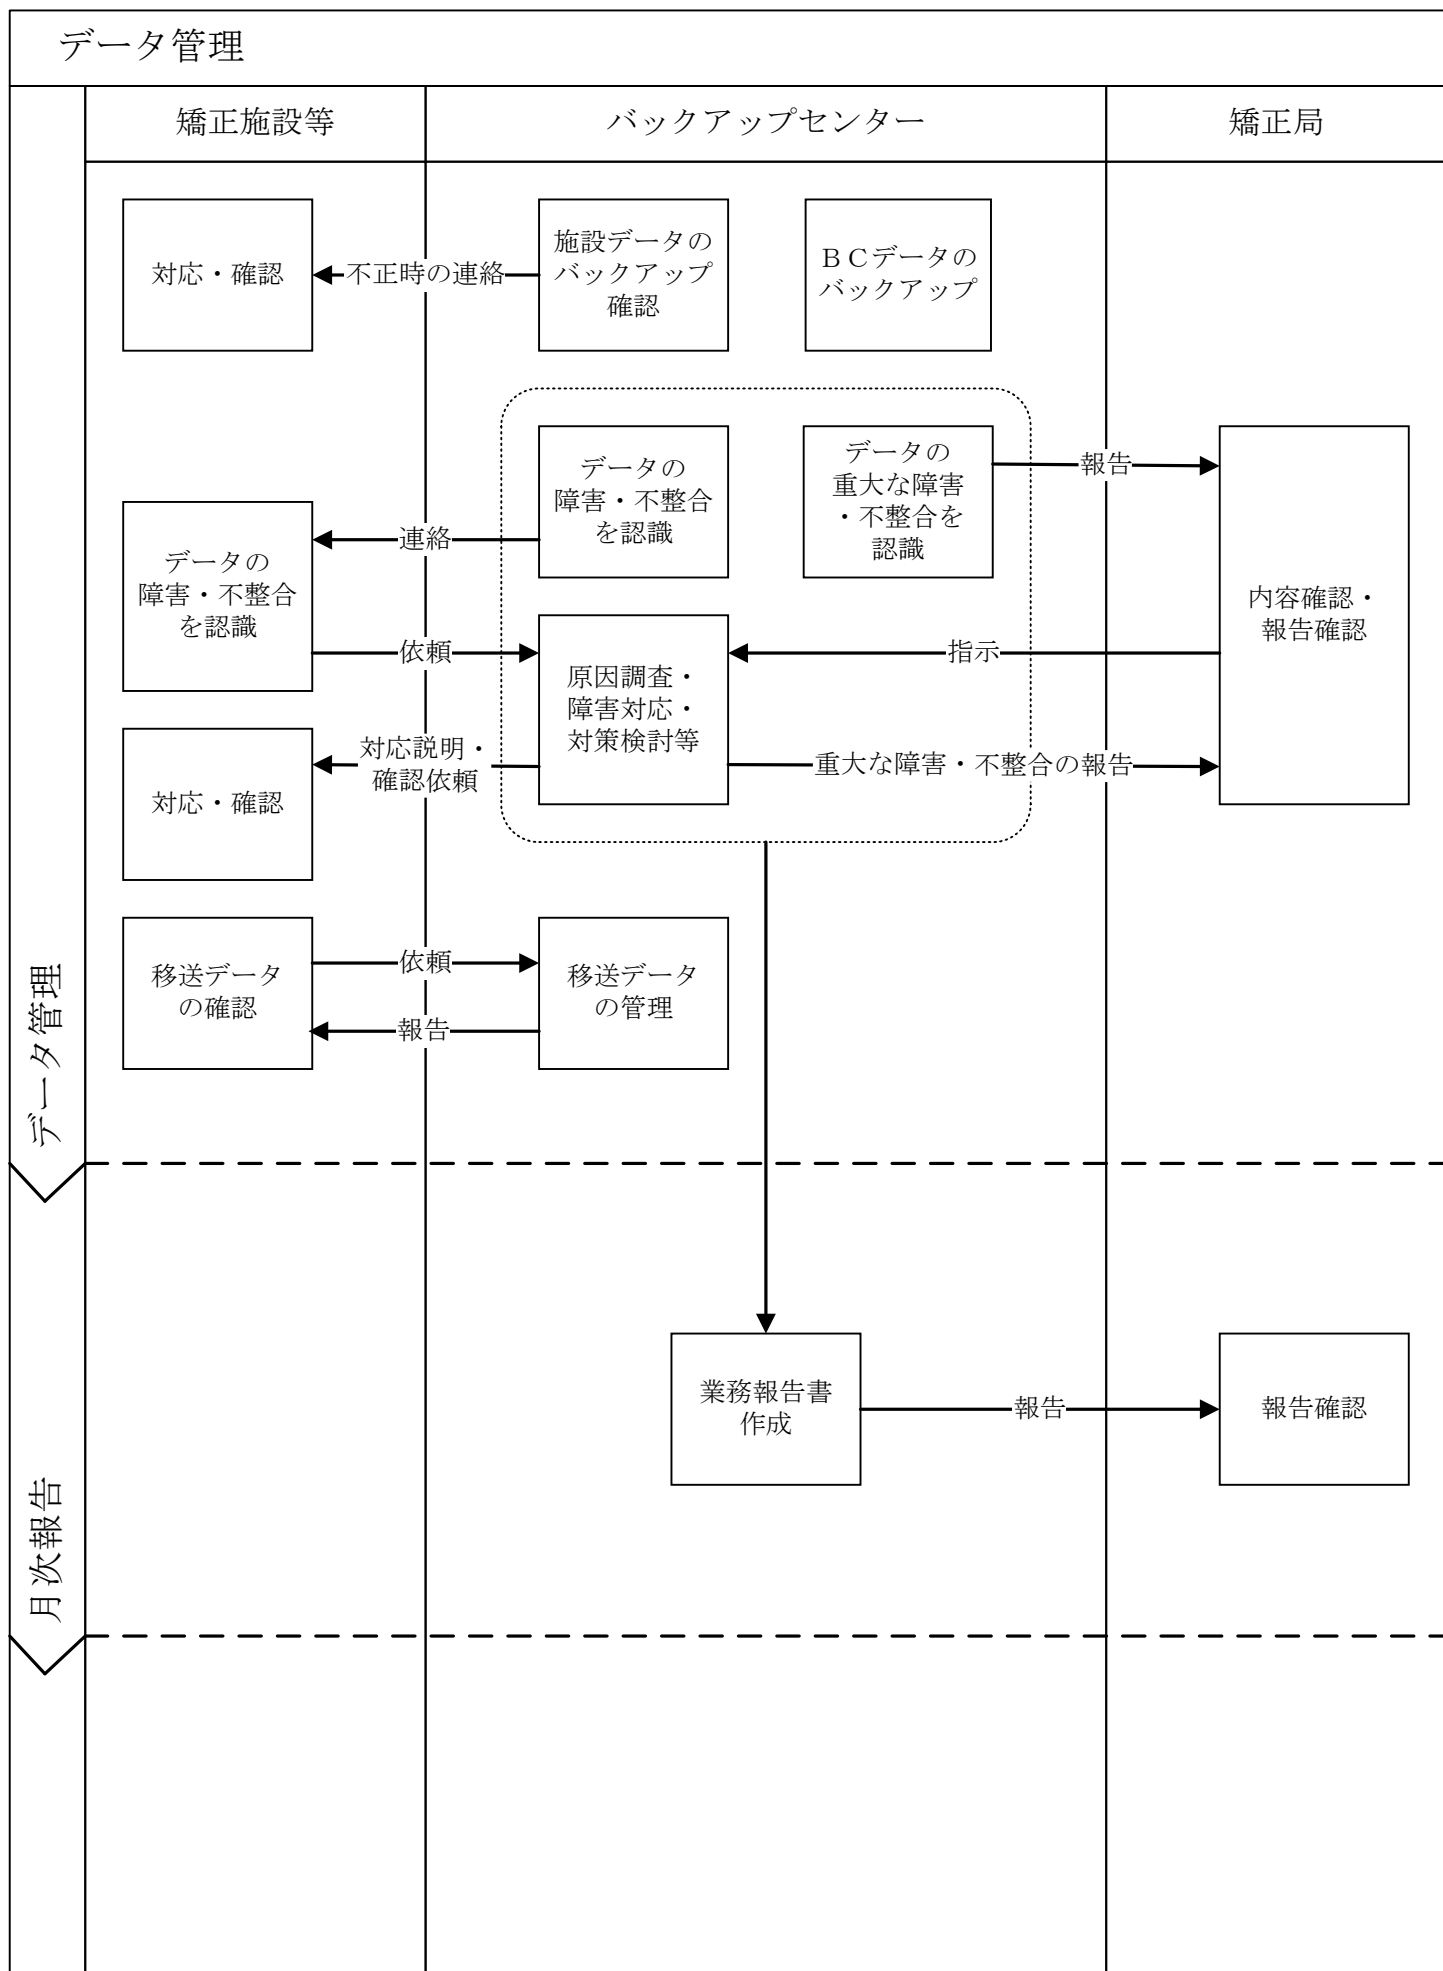 データ管理
矯正施設等
バックアップセンター
矯正局
対応・確認
不正時の連絡
施設データの
バックアップ
確認
ＢＣデータの
バックアップ
データの
障害・不整合
を認識
データの
重大な障害
・不整合を
認識
報告
連絡
データの
障害・不整合
を認識
内容確認・
報告確認
依頼
指示
原因調査・
障害対応・
対策検討等
対応説明・
確認依頼
重大な障害・不整合の報告
対応・確認
移送データ
の確認
依頼
報告
移送データ
の管理
データ管理
業務報告書
作成
報告
報告確認
月次報告